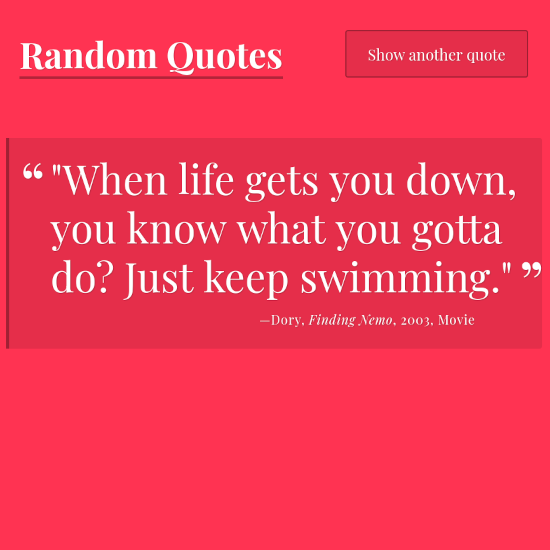 Random Quotes
Show another quote
“ "When life gets you down,
you know what you gotta
do? Just keep swimming." ”
—Dory, Finding Nemo, 2003, Movie